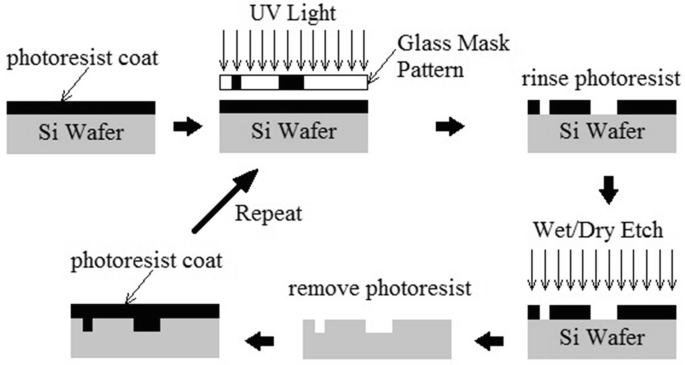 UV Light
photoresist coat
Glass Mask
Pattern
Si Wafer
Si Wafer
rinse photoresist
Si Wafer
Repeat
Wet/Dry Etch
Si Wafer
remove photoresist
photoresist coat